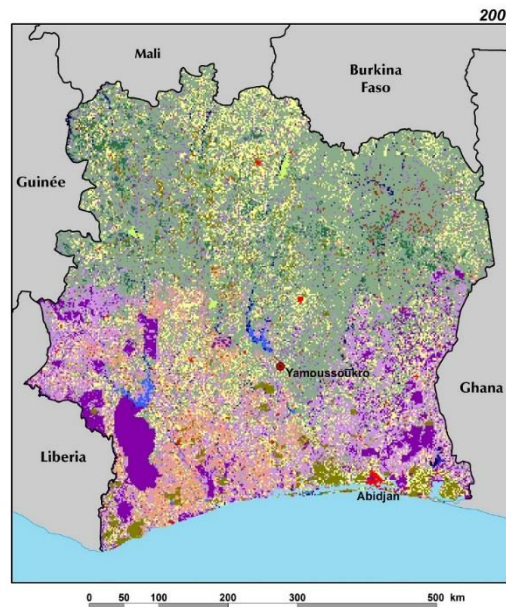 200
Mali
Burkina
Faso
Guinée
Yamoussoukro
Ghana
Liberia
Abidjan
0 50 100 200 300 500 km